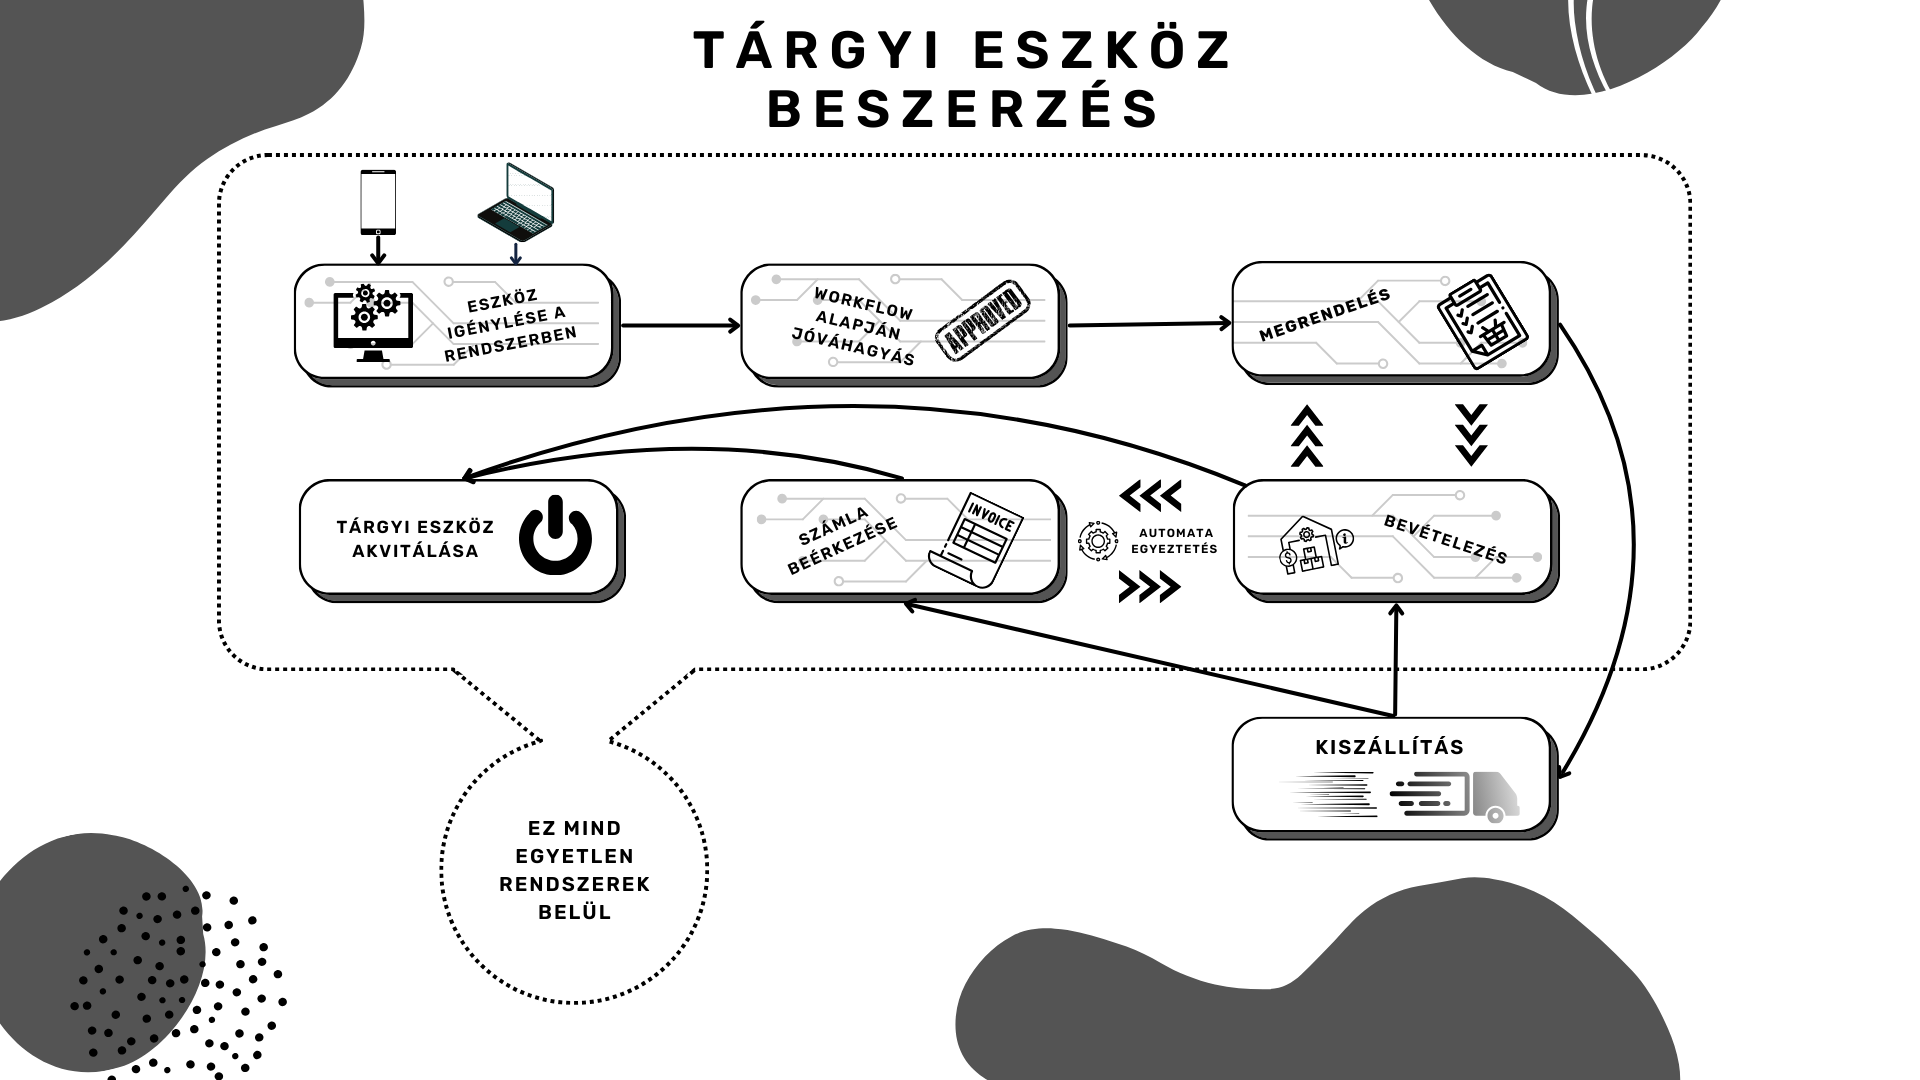 TÁRGYI ESZKÖZ
BESZERZÉS
ESZKÖZ
IGÉNYLÉSE A
RENDSZERBEN
WORKFLOW
ALAPJÁN
JÓVÁHAGYÁS
APPROVED
MEGRENDELÉS
TÁRGYI ESZKÖZ
AKVITÁLÁSA
SZÁMLA
BEÉRKEZÉSE
INVOICE
AUTOMATA
EGYEZTETÉS
$
i
BEVÉTELEZÉS
KISZÁLLÍTÁS
EZ MIND
EGYETLEN
RENDSZEREK
BELÜL